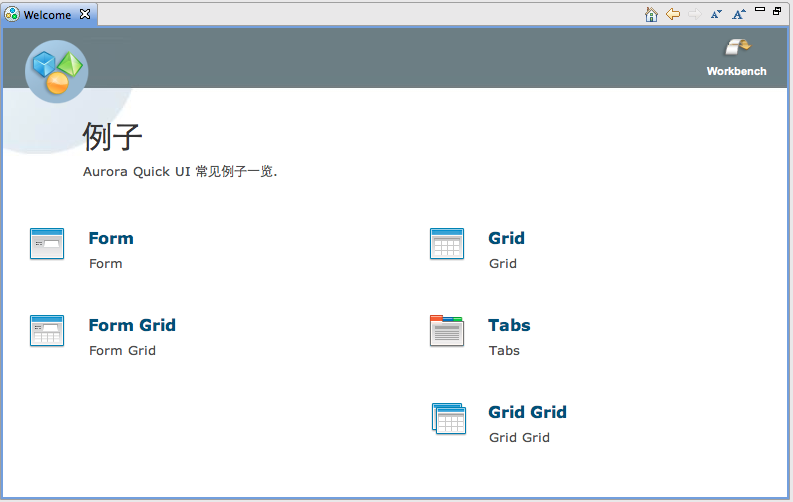 Welcome
Workbench
例子
Aurora Quick UI 常见例子一览.
Form
Form
Grid
Grid
Form Grid
Form Grid
Tabs
Tabs
Grid Grid
Grid Grid